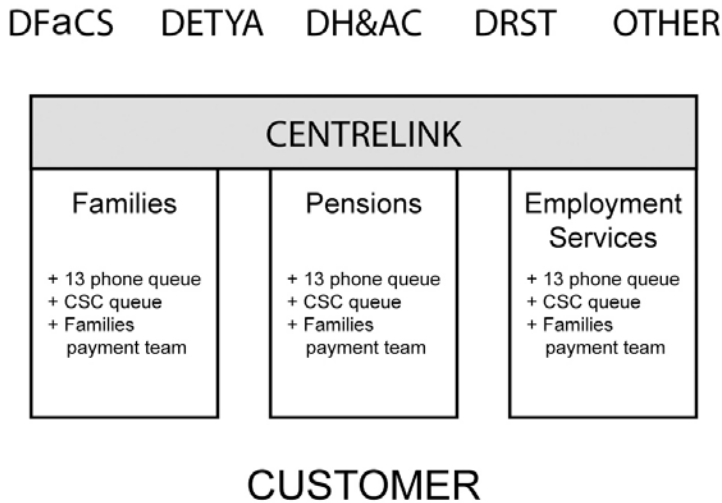 DFaCS DETYA DH&AC DRST OTHER
CENTRELINK
Families
+ 13 phone queue
+ CSC queue
+ Families
payment team
Pensions
+ 13 phone queue
+ CSC queue
+ Families
payment team
Employment
Services
+ 13 phone queue
+ CSC queue
+ Families
payment team
CUSTOMER